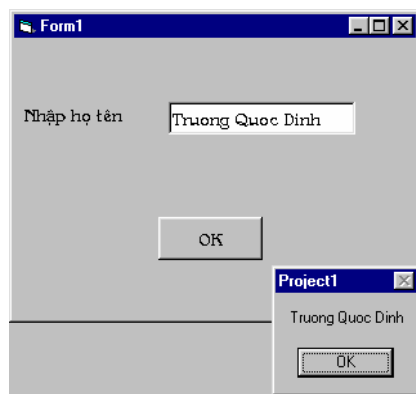 Form1
Nhập họ tên
Truong Quoc Dinh
OK
Project1
Truong Quoc Dinh
OK